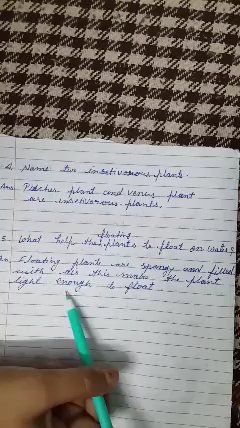 4. Name two insectivorous plants.
Ans. Pitcher plant and venus plant
are insetivorous plants.
floating
5. What help the plants to float on water?
Floating plants are spongy and filled
with air this make the plant
light enough to float